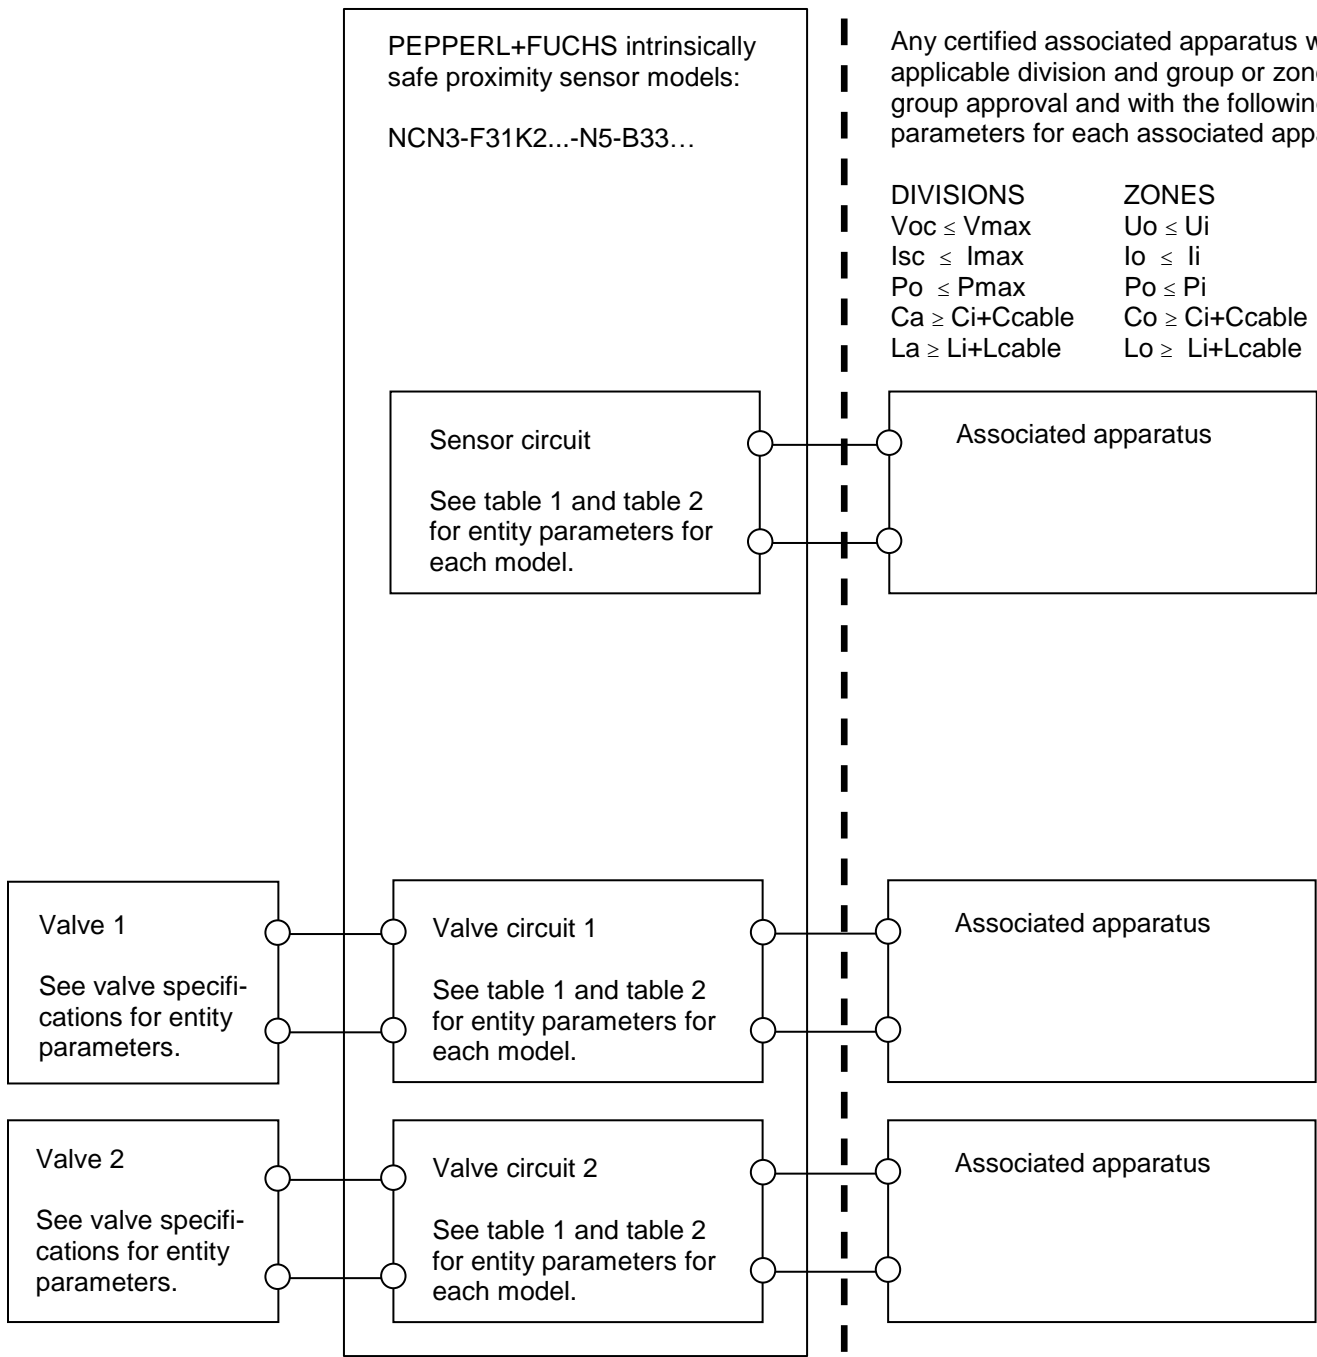 PEPPERL+FUCHS intrinsically
safe proximity sensor models:
NCN3-F31K2...-N5-B33…
Any certified associated apparatus
applicable division and group or
group approval and with the
parameters for each associated
DIVISIONS ZONES
Voc ≤ Vmax Uo ≤ Ui
Isc ≤ Imax Io ≤ Ii
Po ≤ Pmax Po ≤ Pi
Ca ≥ Ci+Ccable Co ≥ Ci+Ccable
La ≥ Li+Lcable Lo ≥ Li+Lcable
Sensor circuit
See table 1 and table 2
for entity parameters for
each model.
Associated apparatus
Valve 1
See valve specifi-
cations for entity
parameters.
Valve circuit 1
See table 1 and table 2
for entity parameters for
each model.
Associated apparatus
Valve 2
See valve specifi-
cations for entity
parameters.
Valve circuit 2
See table 1 and table 2
for entity parameters for
each model.
Associated apparatus